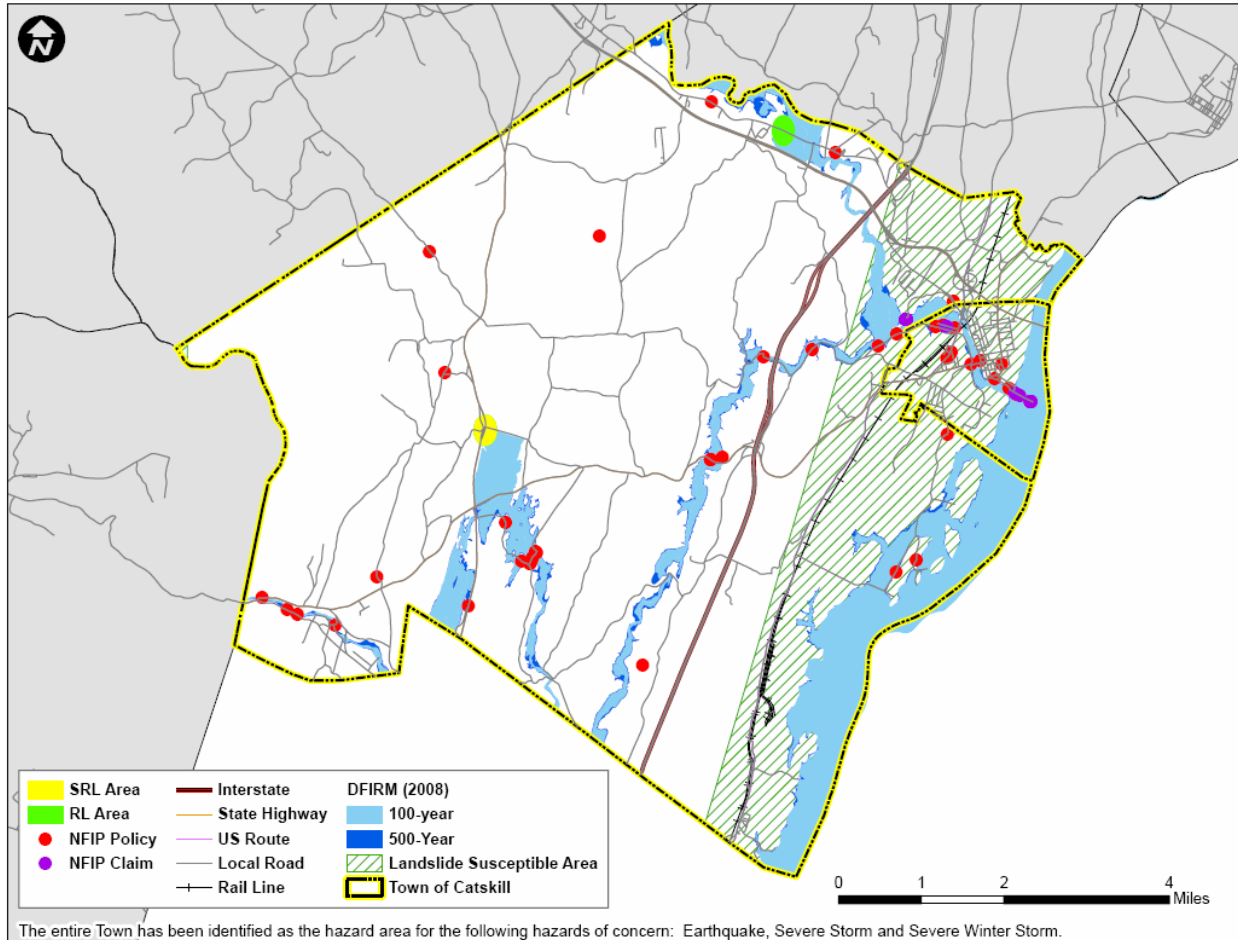 N
SRL Area
RL Area
NFIP Policy
NFIP Claim
Interstate
State Highway
US Route
Local Road
Rail Line
DFIRM (2008)
100-year
500-Year
Landslide Susceptible Area
Town of Catskill
0 1 2 4
Miles
The entire Town has been identified as the hazard area for the following hazards of concern: Earthquake, Severe Storm and Severe Winter Storm.